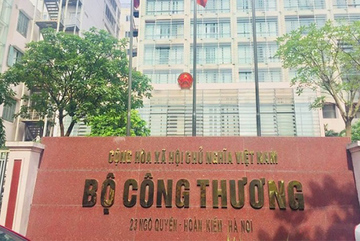 CỘNG HÒA XÃ HỘI CHỦ NGHĨA VIỆT NAM
BỘ CÔNG THƯƠNG
23 NGÔ QUYỀN - HOÀN KIẾM - HÀ NỘI